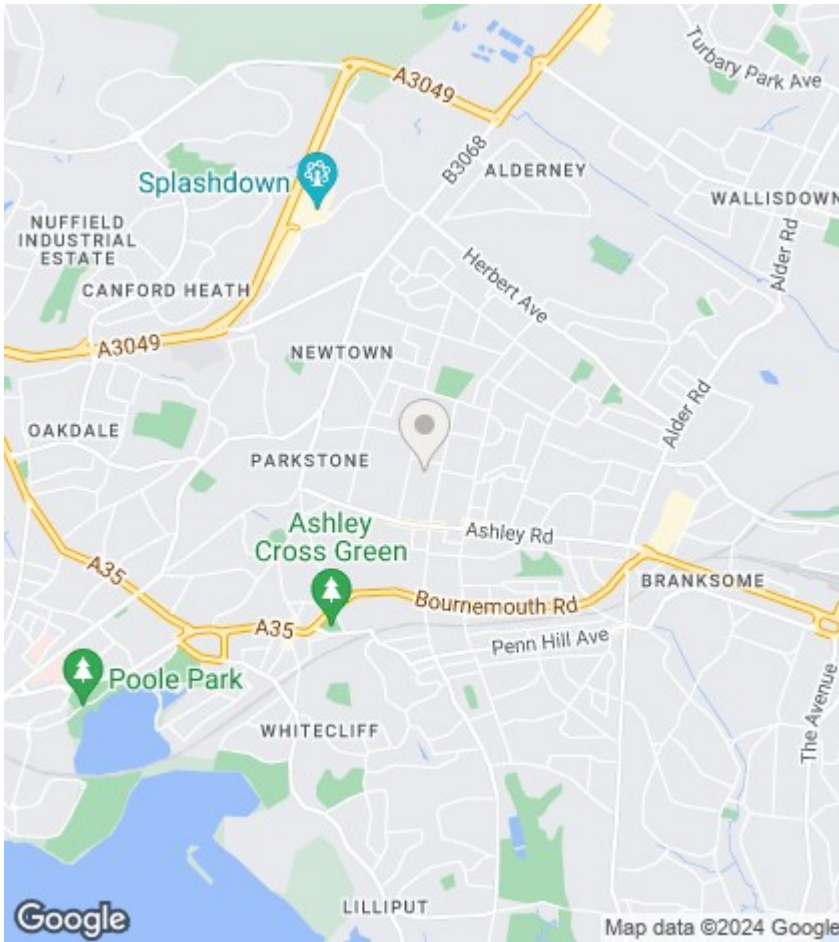 A3049
Turbary Park Ave
B3068
ALDERNEY
Splashdown
WALLISDOWN
NUFFIELD
INDUSTRIAL
ESTATE
Alder Rd
Herbert Ave
CANFORD HEATH
A3049
NEWTOWN
Alder Rd
OAKDALE
PARKSTONE
Ashley
Cross Green
Ashley Rd
A35
BRANKSOME
Bournemouth Rd
A35
Penn Hill Ave
Poole Park
The Avenue
WHITECLIFF
LILLIPUT
Google
Map data ©2024 Google